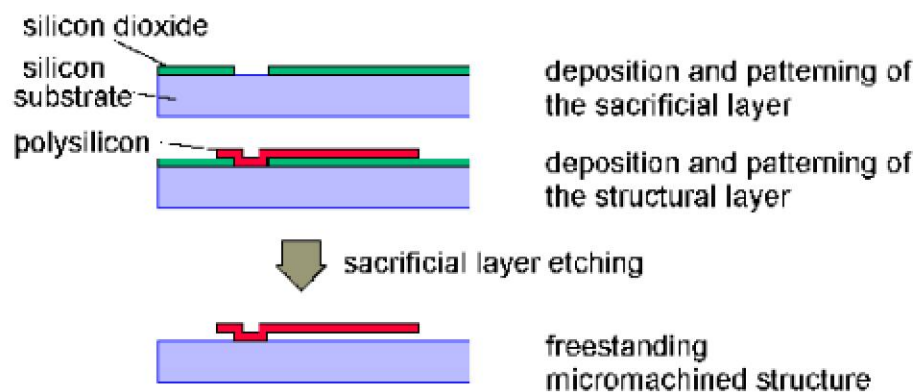 silicon dioxide
silicon
substrate
deposition and patterning of
the sacrificial layer
polysilicon
deposition and patterning of
the structural layer
sacrificial layer etching
freestanding
micromachined structure